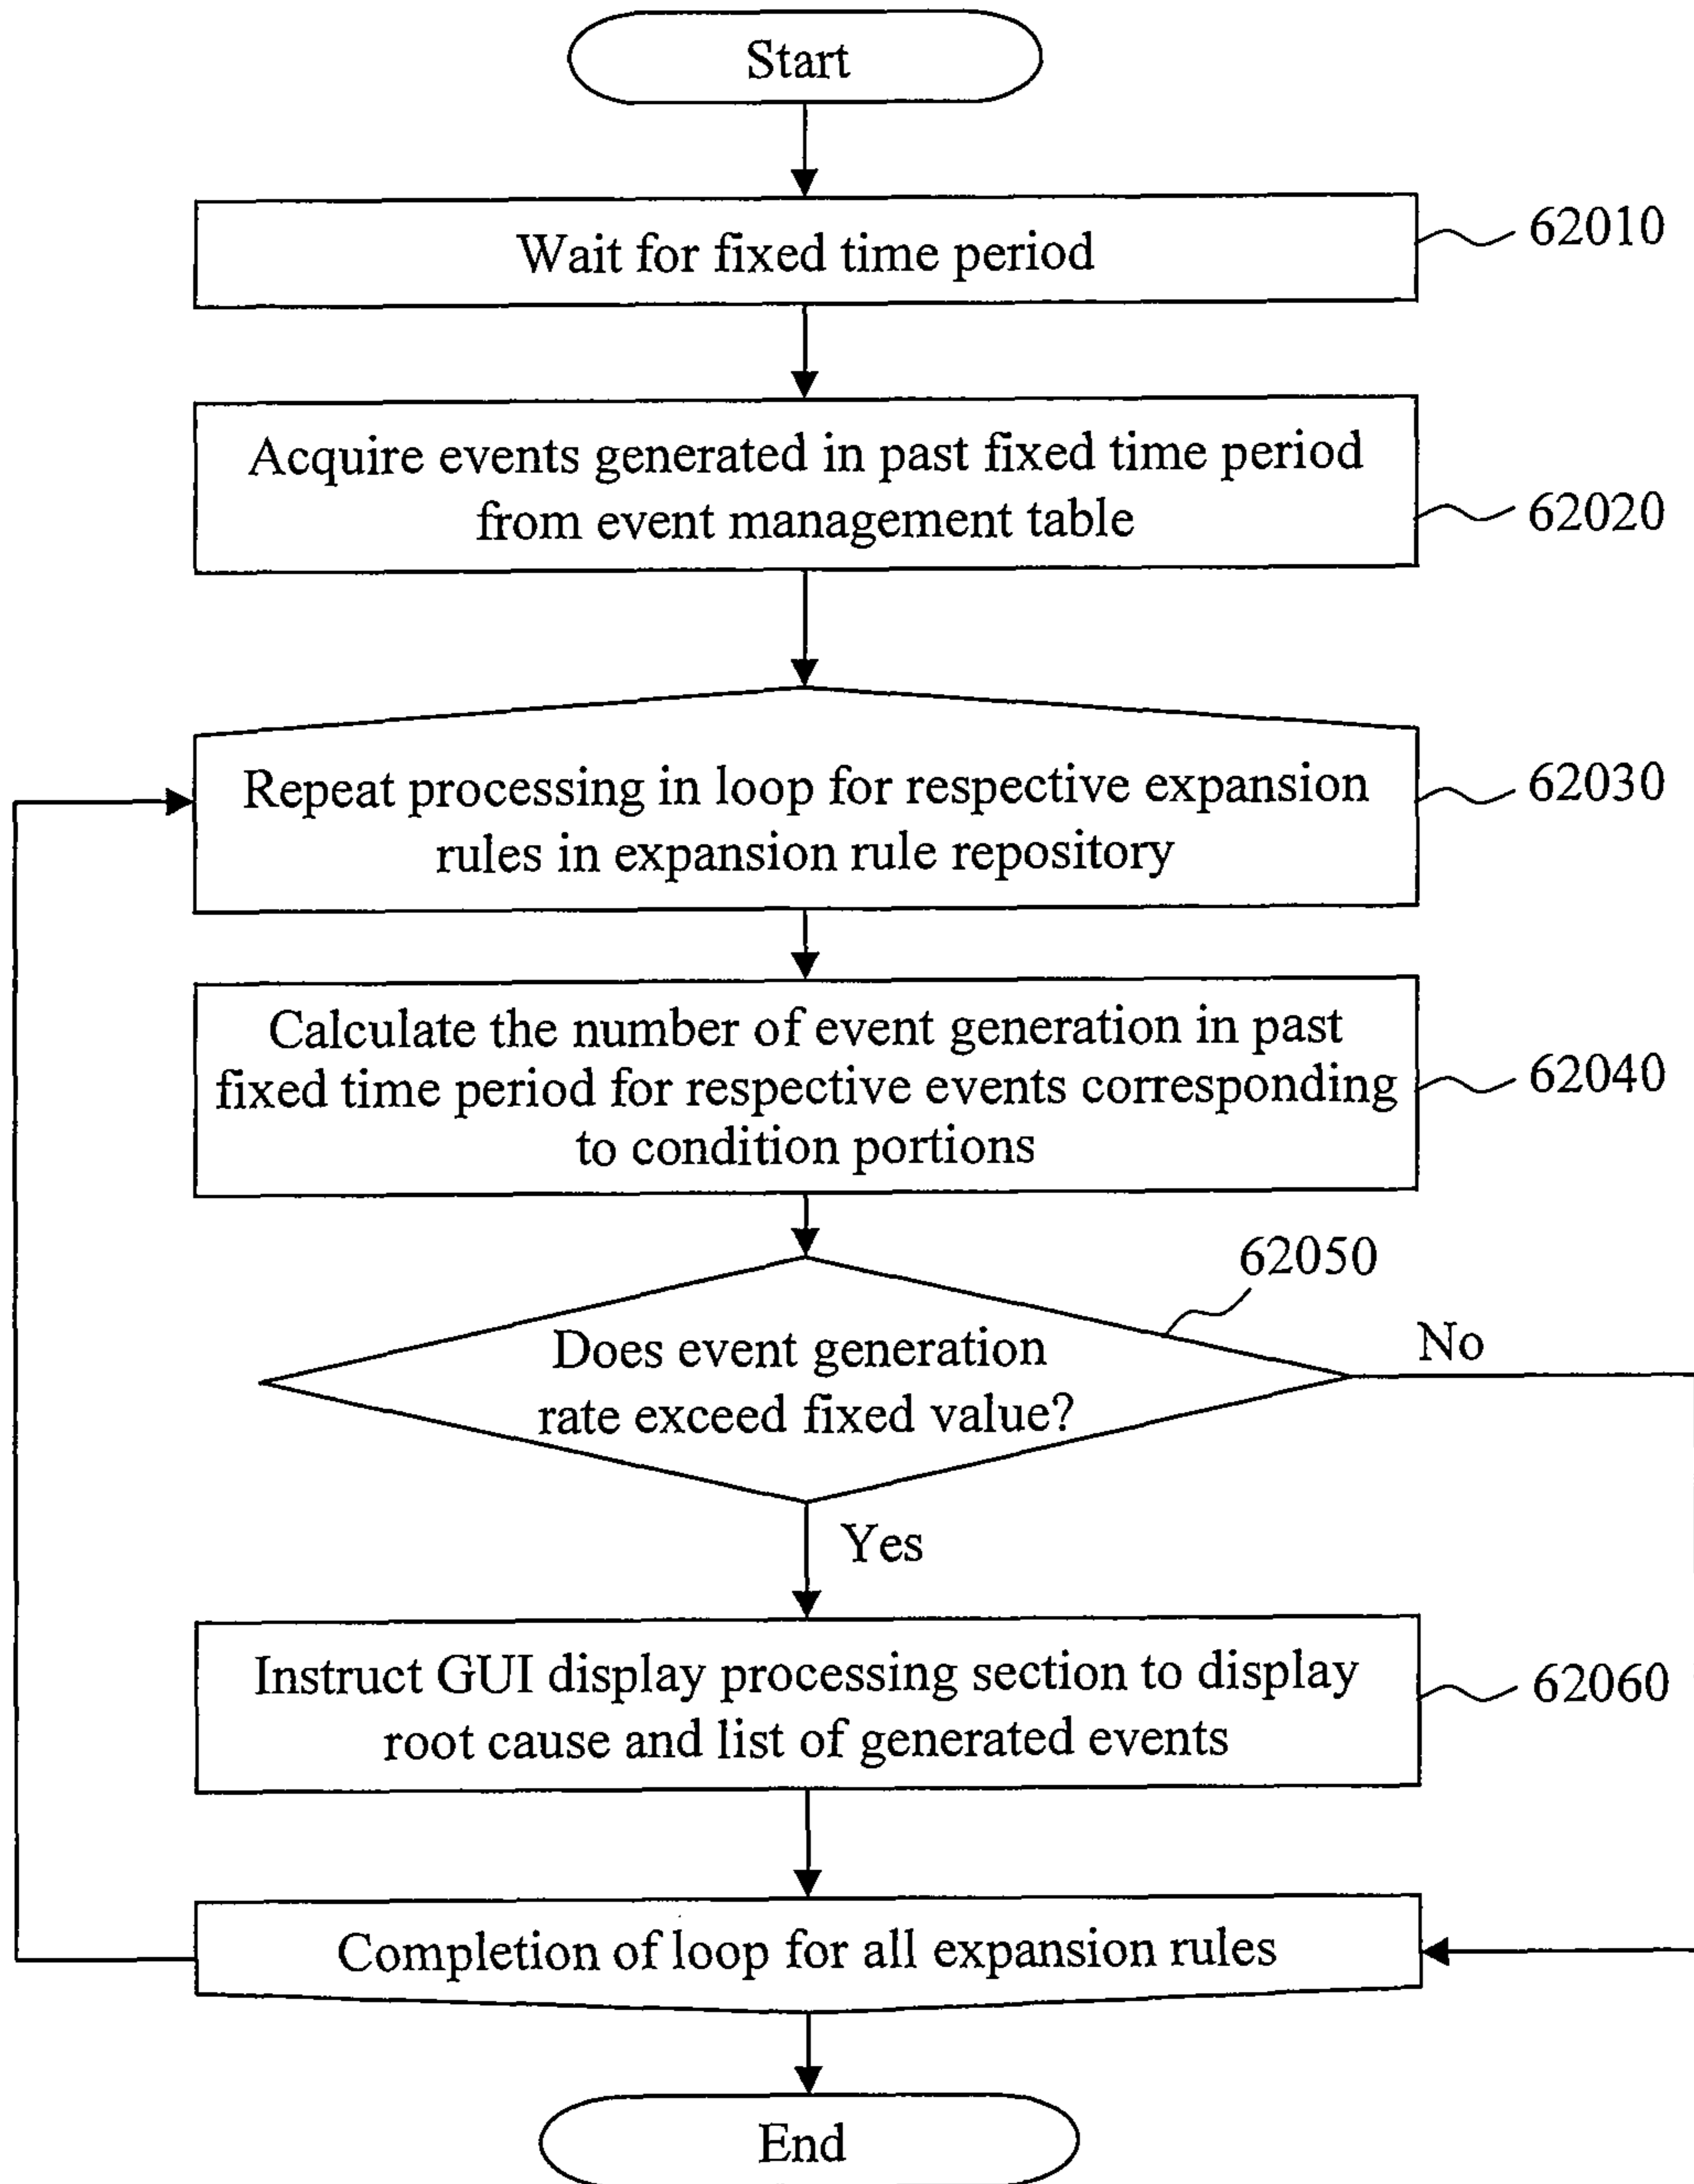 Start
Wait for fixed time period
62010
Acquire events generated in past fixed time period
from event management table
62020
Repeat processing in loop for respective expansion
rules in expansion rule repository
62030
Calculate the number of event generation in past
fixed time period for respective events corresponding
to condition portions
62040
62050
Does event generation
rate exceed fixed value?
No
Yes
Instruct GUI display processing section to display
root cause and list of generated events
62060
Completion of loop for all expansion rules
End